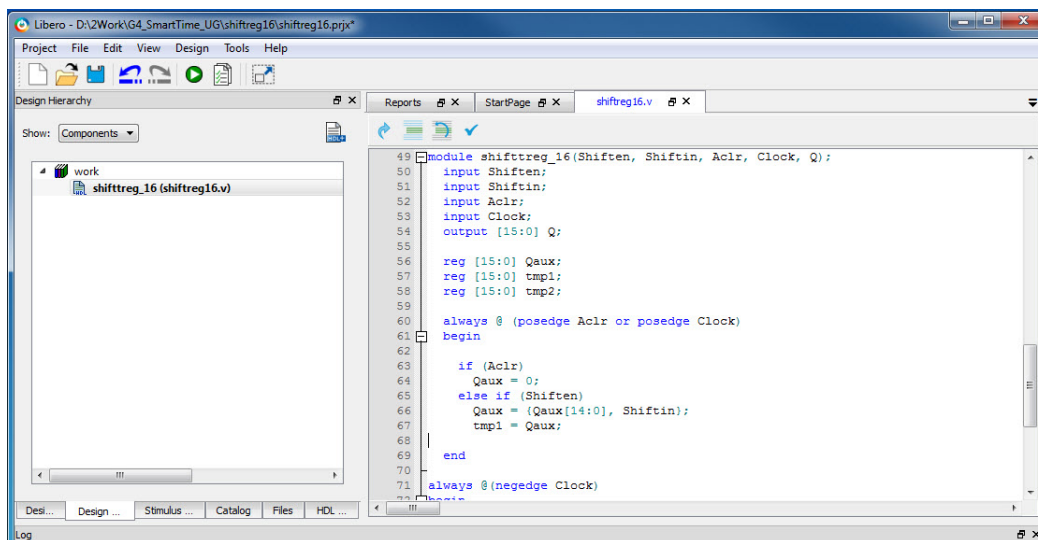 Libero - D:\2Work\G4_SmartTime_UG\shiftreg16\shiftreg16.prjx*
Project File Edit View Design Tools Help
Design Hierarchy
Reports StartPage shiftreg16.v
Show: Components
work
shifttreg_16 (shiftreg16.v)
49 module shifttreg_16(Shiften, Shiftin, Aclr, Clock, Q);
50 input Shiften;
51 input Shiftin;
52 input Aclr;
53 input Clock;
54 output [15:0] Q;
55
56 reg [15:0] Qaux;
57 reg [15:0] tmp1;
58 reg [15:0] tmp2;
59
60 always @ (posedge Aclr or posedge Clock)
61 begin
62
63 if (Aclr)
64 Qaux = 0;
65 else if (Shiften)
66 Qaux = {Qaux[14:0], Shiftin};
67 tmp1 = Qaux;
68
69 end
70
71 always @(negedge Clock)
Desi... Design ... Stimulus ... Catalog Files HDL ...
Log